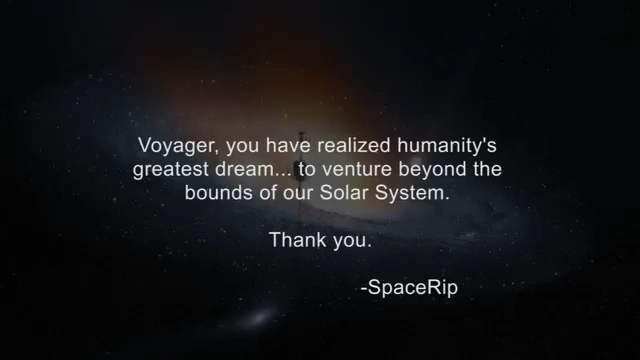 Voyager, you have realized humanity's
greatest dream... to venture beyond the
bounds of our Solar System.
Thank you.
-SpaceRip